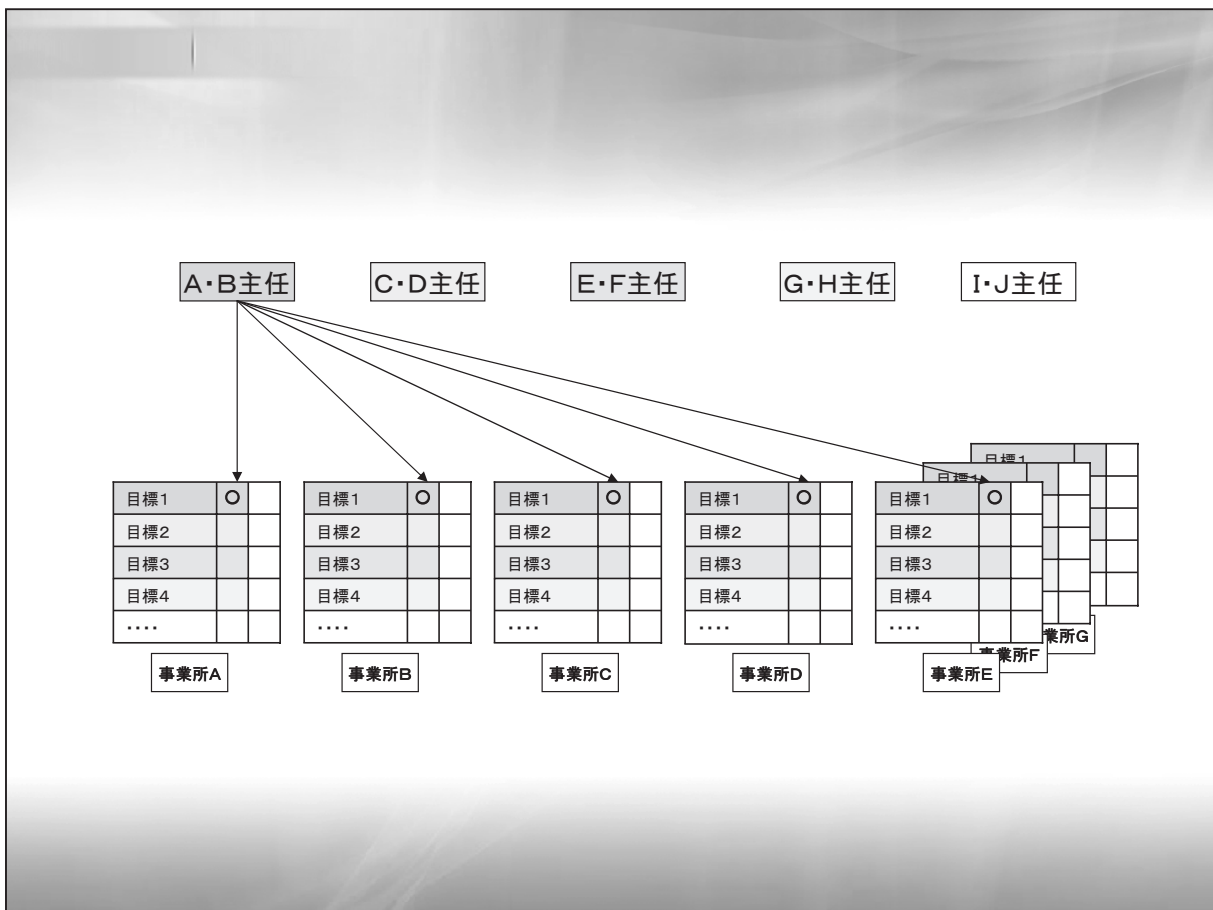 A・B主任
C・D主任
E・F主任
G・H主任
I・J主任
目標1 ○
目標2
目標3
目標4
‥‥
事業所A
目標1 ○
目標2
目標3
目標4
‥‥
事業所B
目標1 ○
目標2
目標3
目標4
‥‥
事業所C
目標1 ○
目標2
目標3
目標4
‥‥
事業所D
目標1 ○
目標2
目標3
目標4
‥‥
事業所E
目標1
事業所F
目標1
業所G